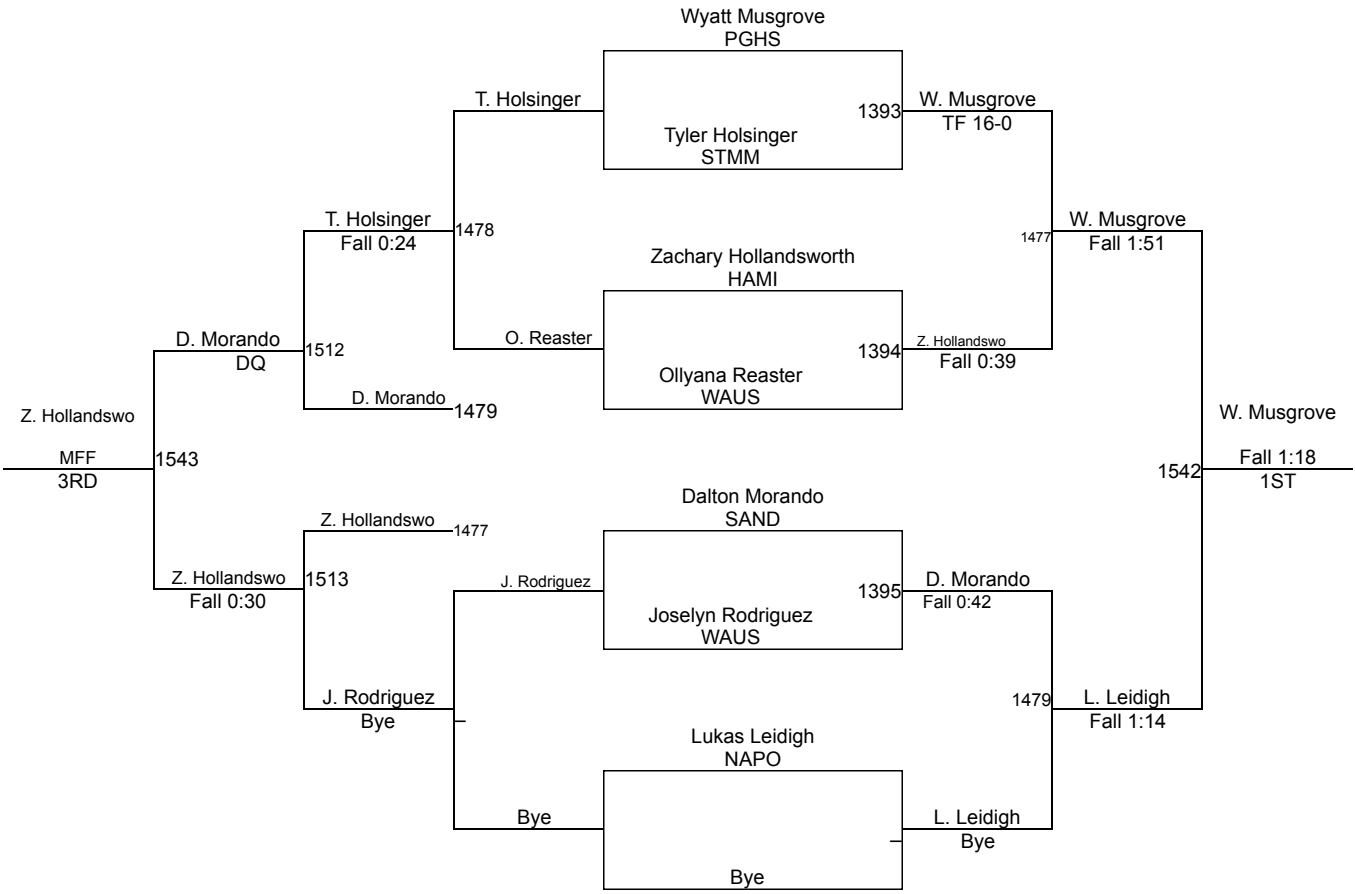 Wyatt Musgrove
PGHS
T. Holsinger
1393
W. Musgrove
TF 16-0
Tyler Holsinger
STMM
T. Holsinger
Fall 0:24
1478
1477
W. Musgrove
Fall 1:51
Zachary Hollandsworth
HAMI
D. Morando
DQ
1512
O. Reaster
1394
Z. Hollandswo
Fall 0:39
Ollyana Reaster
WAUS
D. Morando
1479
Z. Hollandswo
MFF
3RD
1543
W. Musgrove
1542
Fall 1:18
1ST
Dalton Morando
SAND
Z. Hollandswo
1477
Z. Hollandswo
Fall 0:30
1513
J. Rodriguez
1395
D. Morando
Fall 0:42
Joselyn Rodriguez
WAUS
J. Rodriguez
Bye
1479
L. Leidigh
Fall 1:14
Lukas Leidigh
NAPO
Bye
L. Leidigh
Bye
Bye